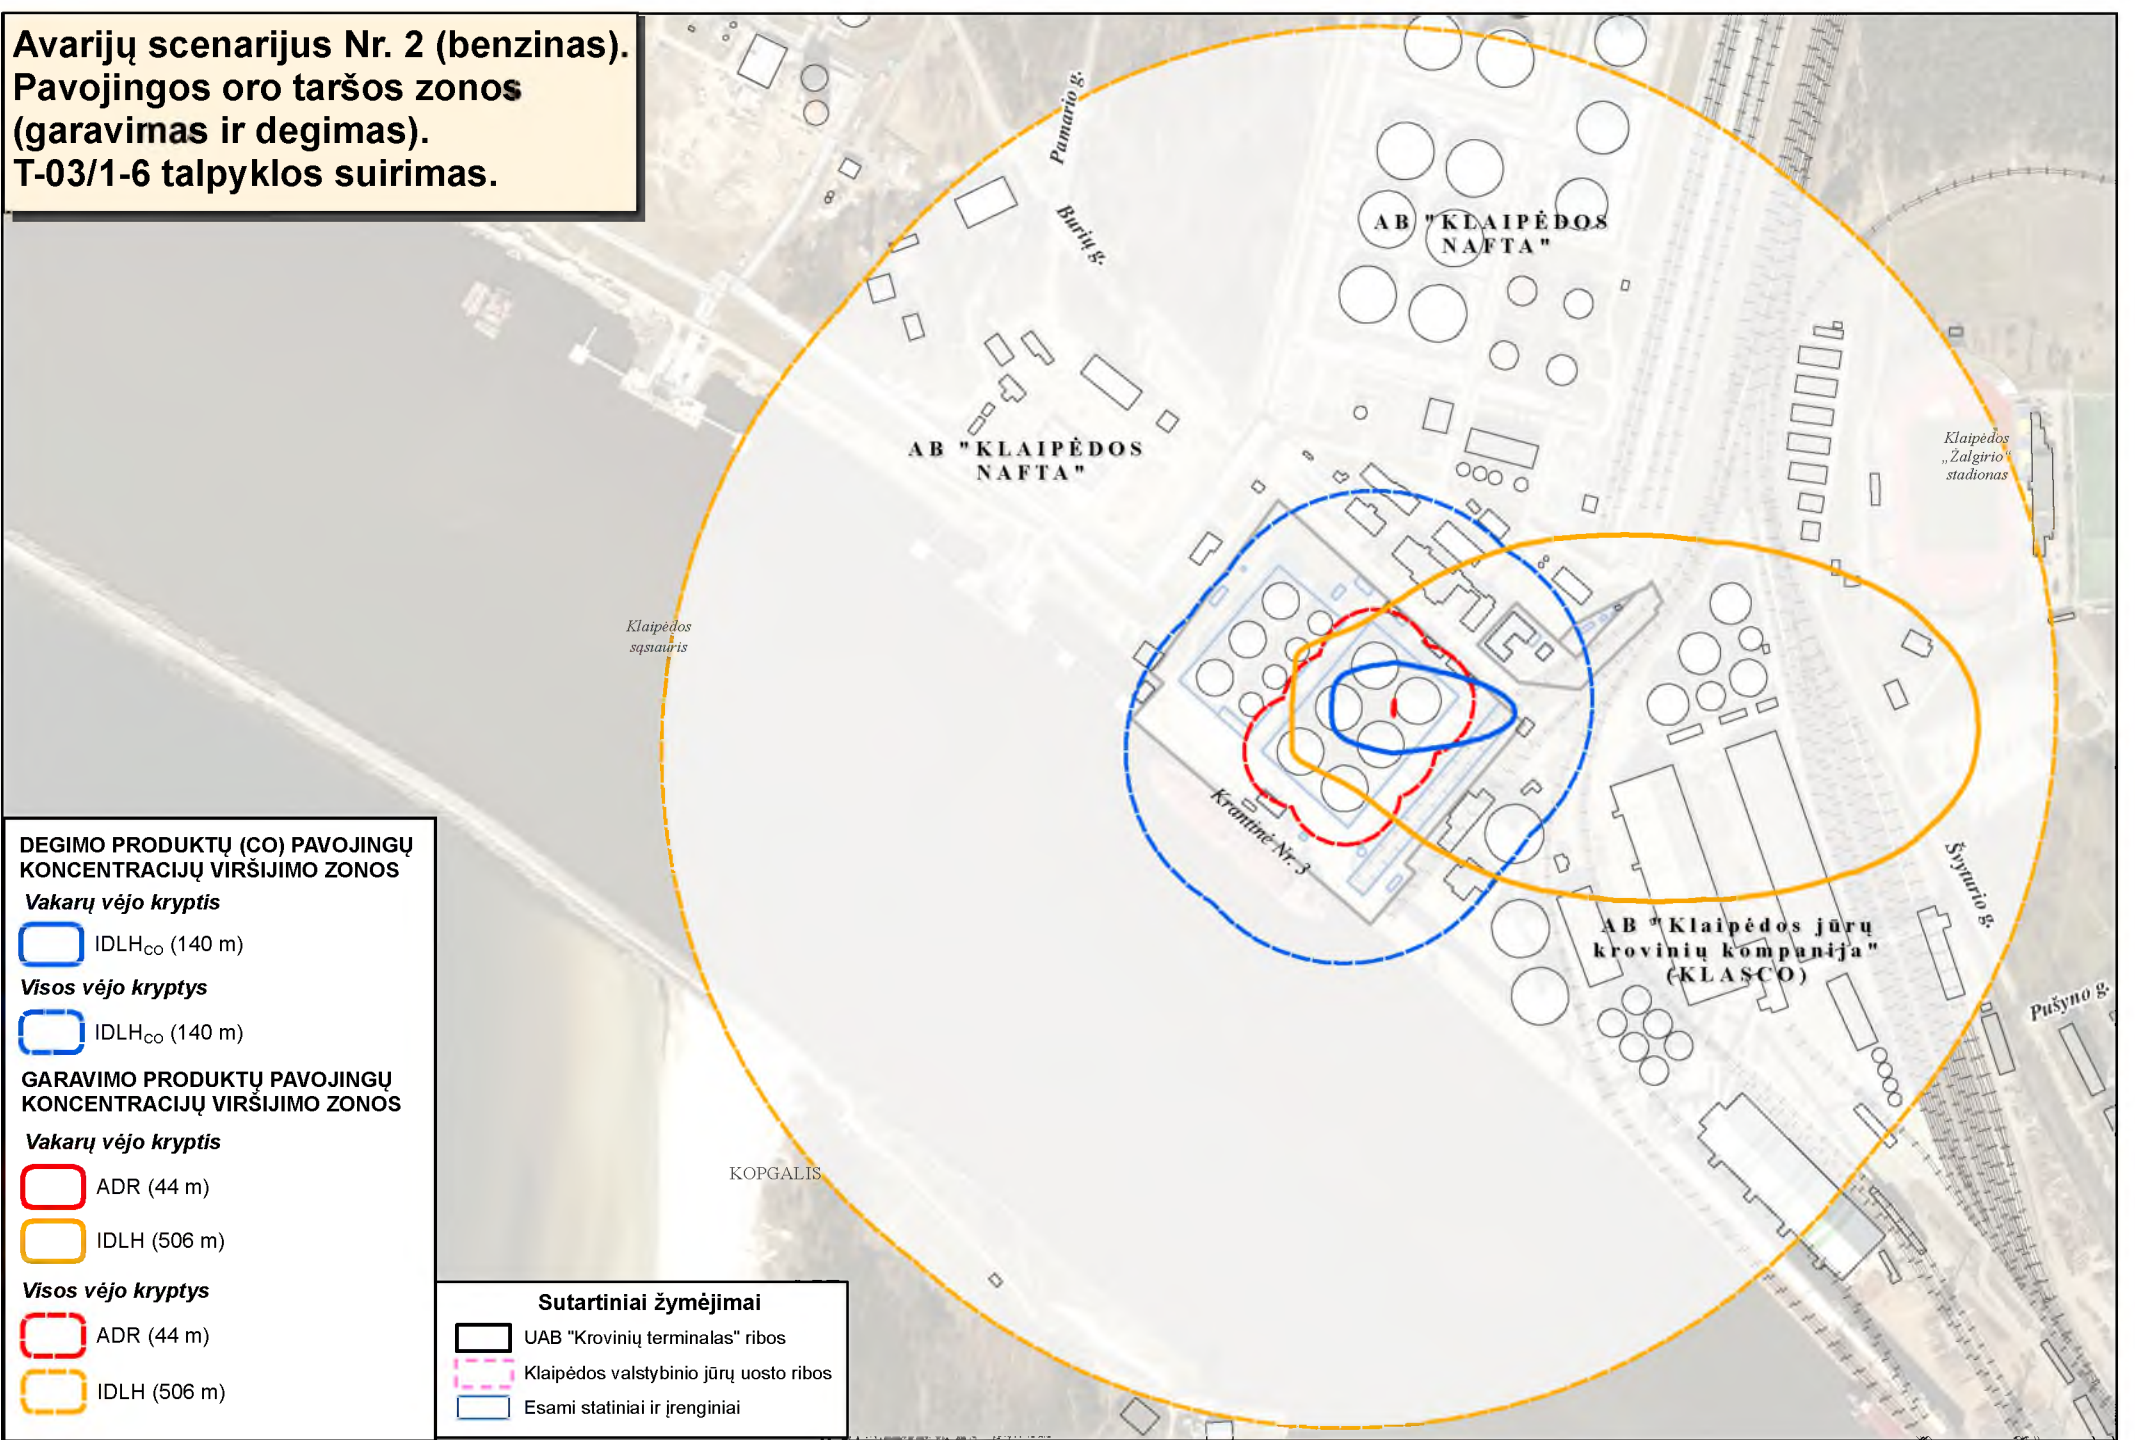 Avarijų scenarijus Nr. 2 (benzinas).
Pavojingos oro taršos zonos
(garavimas ir degimas).
T-03/1-6 talpyklos suirimas.
Pamario g.
Burių g.
AB "KLAIPĖDOS
NAFTA"
AB "KLAIPĖDOS
NAFTA"
Klaipėdos
„Žalgirio“
stadionas
Klaipėdos
sąsiauris
Krantinė Nr. 3
Švyturio g.
AB "Klaipėdos jūrų
krovinių kompanija"
(KLASCO)
Pušyno g.
KOPGALIS
DEGIMO PRODUKTŲ (CO) PAVOJINGŲ
KONCENTRACIJŲ VIRŠIJIMO ZONOS
Vakarų vėjo kryptis
IDLHCO (140 m)
Visos vėjo kryptys
IDLHCO (140 m)
GARAVIMO PRODUKTŲ PAVOJINGŲ
KONCENTRACIJŲ VIRŠIJIMO ZONOS
Vakarų vėjo kryptis
ADR (44 m)
IDLH (506 m)
Visos vėjo kryptys
ADR (44 m)
IDLH (506 m)
Sutartiniai žymėjimai
UAB "Krovinių terminalas" ribos
Klaipėdos valstybinio jūrų uosto ribos
Esami statiniai ir įrenginiai